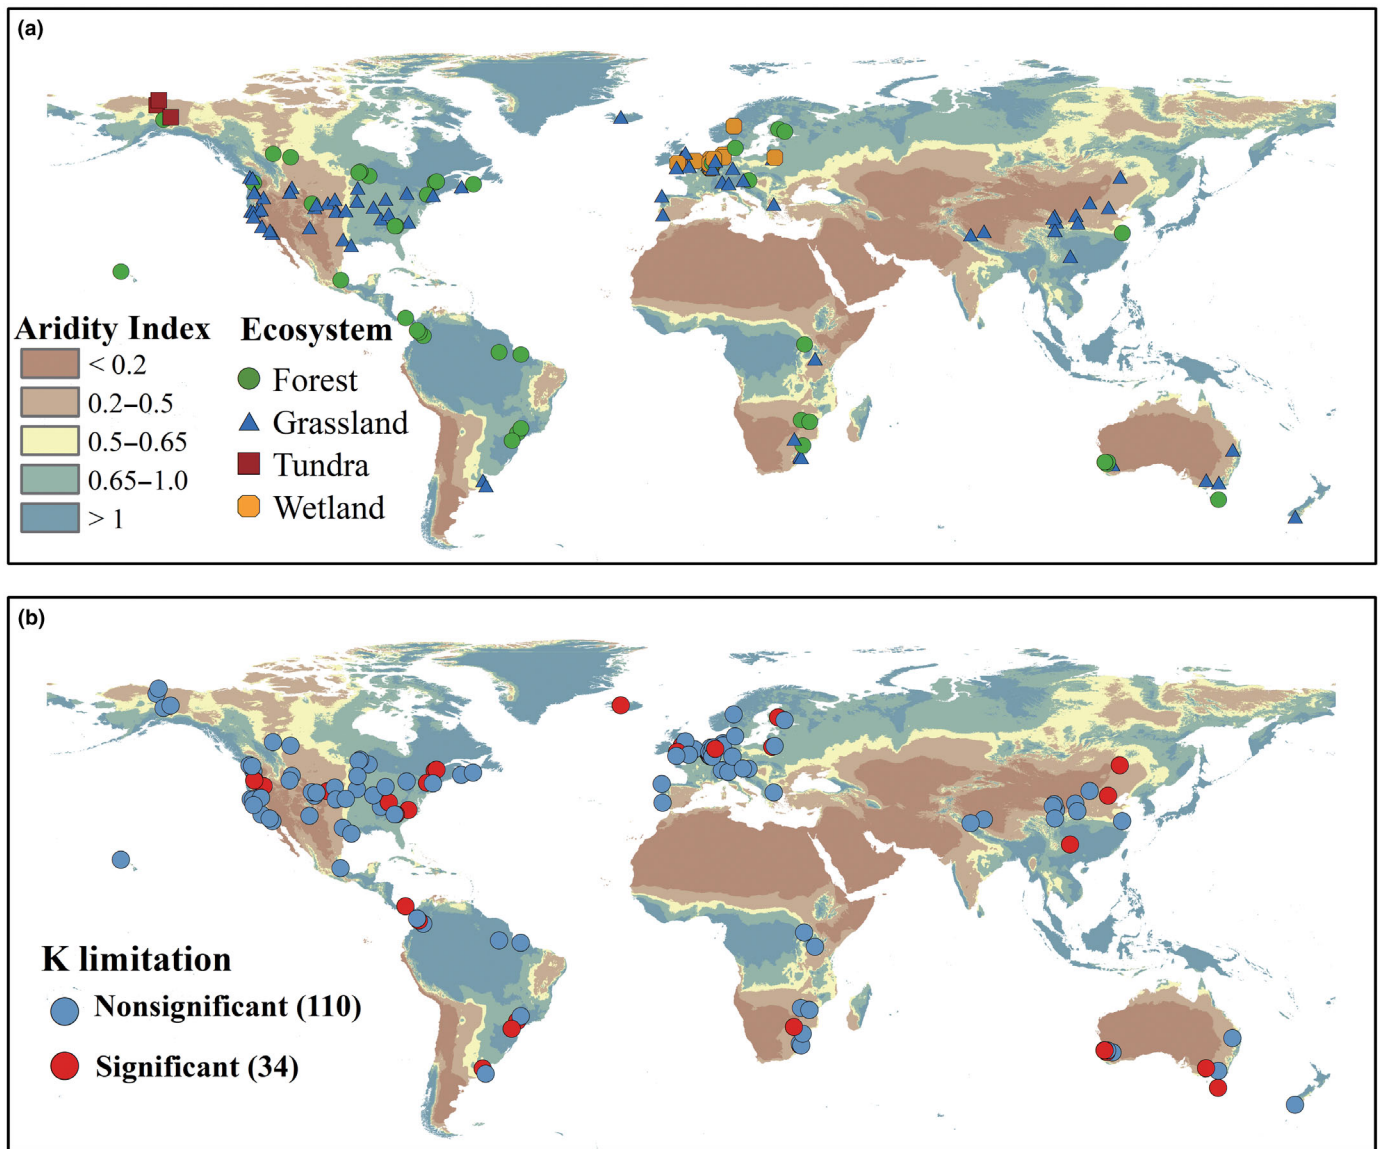 (a)
Aridity Index
< 0.2
0.2–0.5
0.5–0.65
0.65–1.0
> 1
Ecosystem
Forest
Grassland
Tundra
Wetland
(b)
K limitation
Nonsignificant (110)
Significant (34)